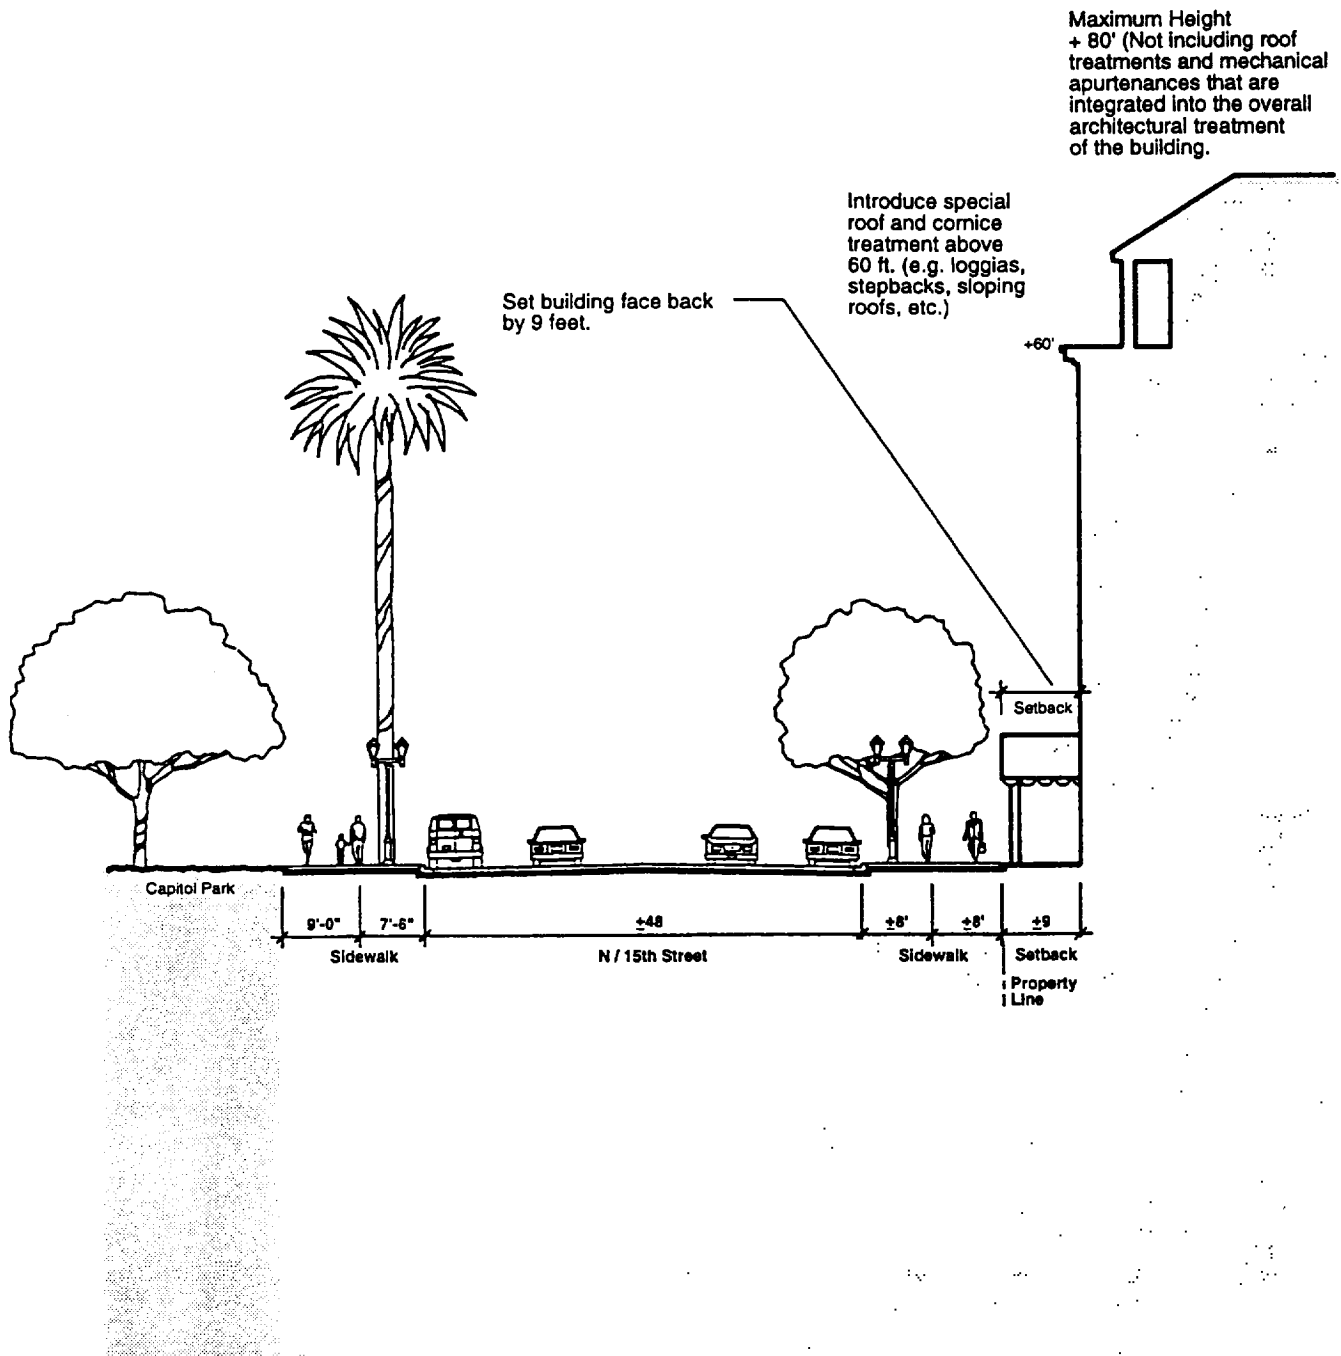 Maximum Height
+ 80' (Not including roof
treatments and mechanical
apurtenances that are
integrated into the overall
architectural treatment
of the building.
Introduce special
roof and cornice
treatment above
60 ft. (e.g. loggias,
stepbacks, sloping
roofs, etc.)
Set building face back
by 9 feet.
+60'
Setback
Capitol Park
9'-0" 7'-6" ±48 ±8' ±8' ±9
Sidewalk N / 15th Street Sidewalk Setback
Property
Line